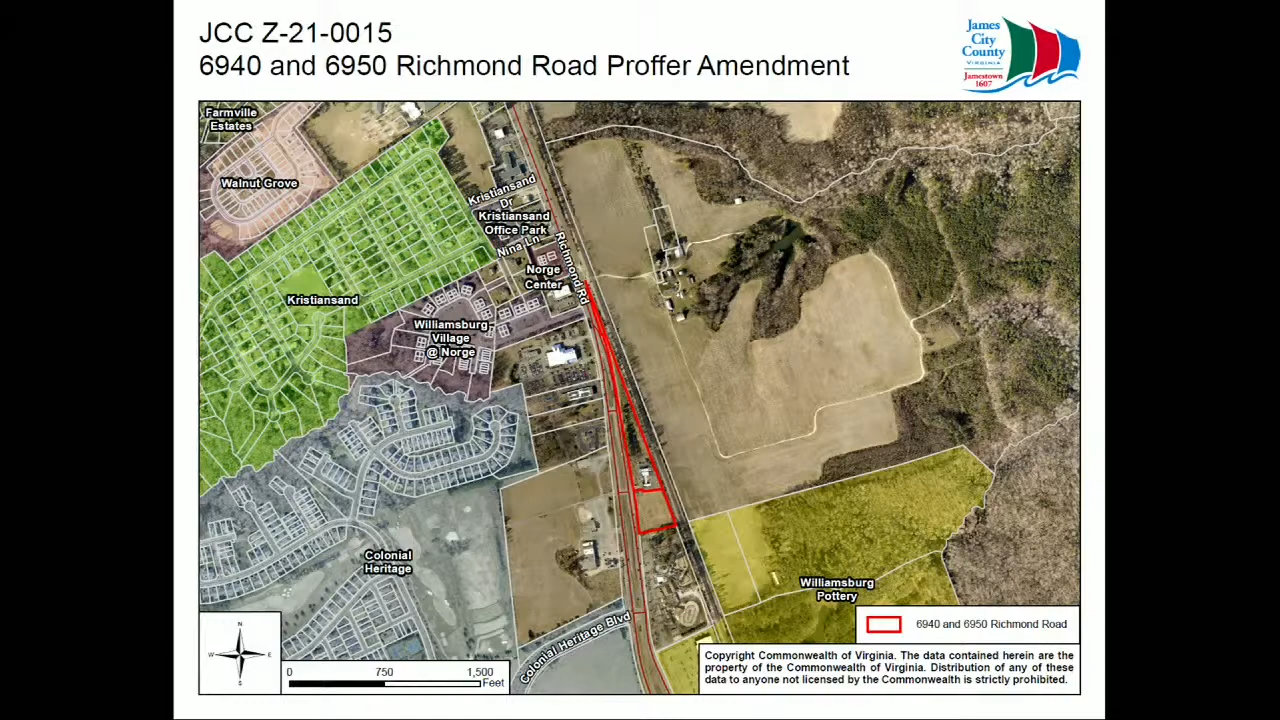 JCC Z-21-0015
6940 and 6950 Richmond Road Proffer Amendment
James
City
County
VIRGINIA
Jamestown
1607
Farmville
Estates
Walnut Grove
Kristiansand
Dr
Kristiansand
Office Park
Nina Ln
Richmond Rd
Norge
Center
Kristiansand
Williamsburg
Village
@ Norge
Colonial
Heritage
Williamsburg
Pottery
Colonial Heritage Blvd
6940 and 6950 Richmond Road
N
W
E
S
0 750 1,500
Feet
Copyright Commonwealth of Virginia. The data contained herein are the
property of the Commonwealth of Virginia. Distribution of any of these
data to anyone not licensed by the Commonwealth is strictly prohibited.